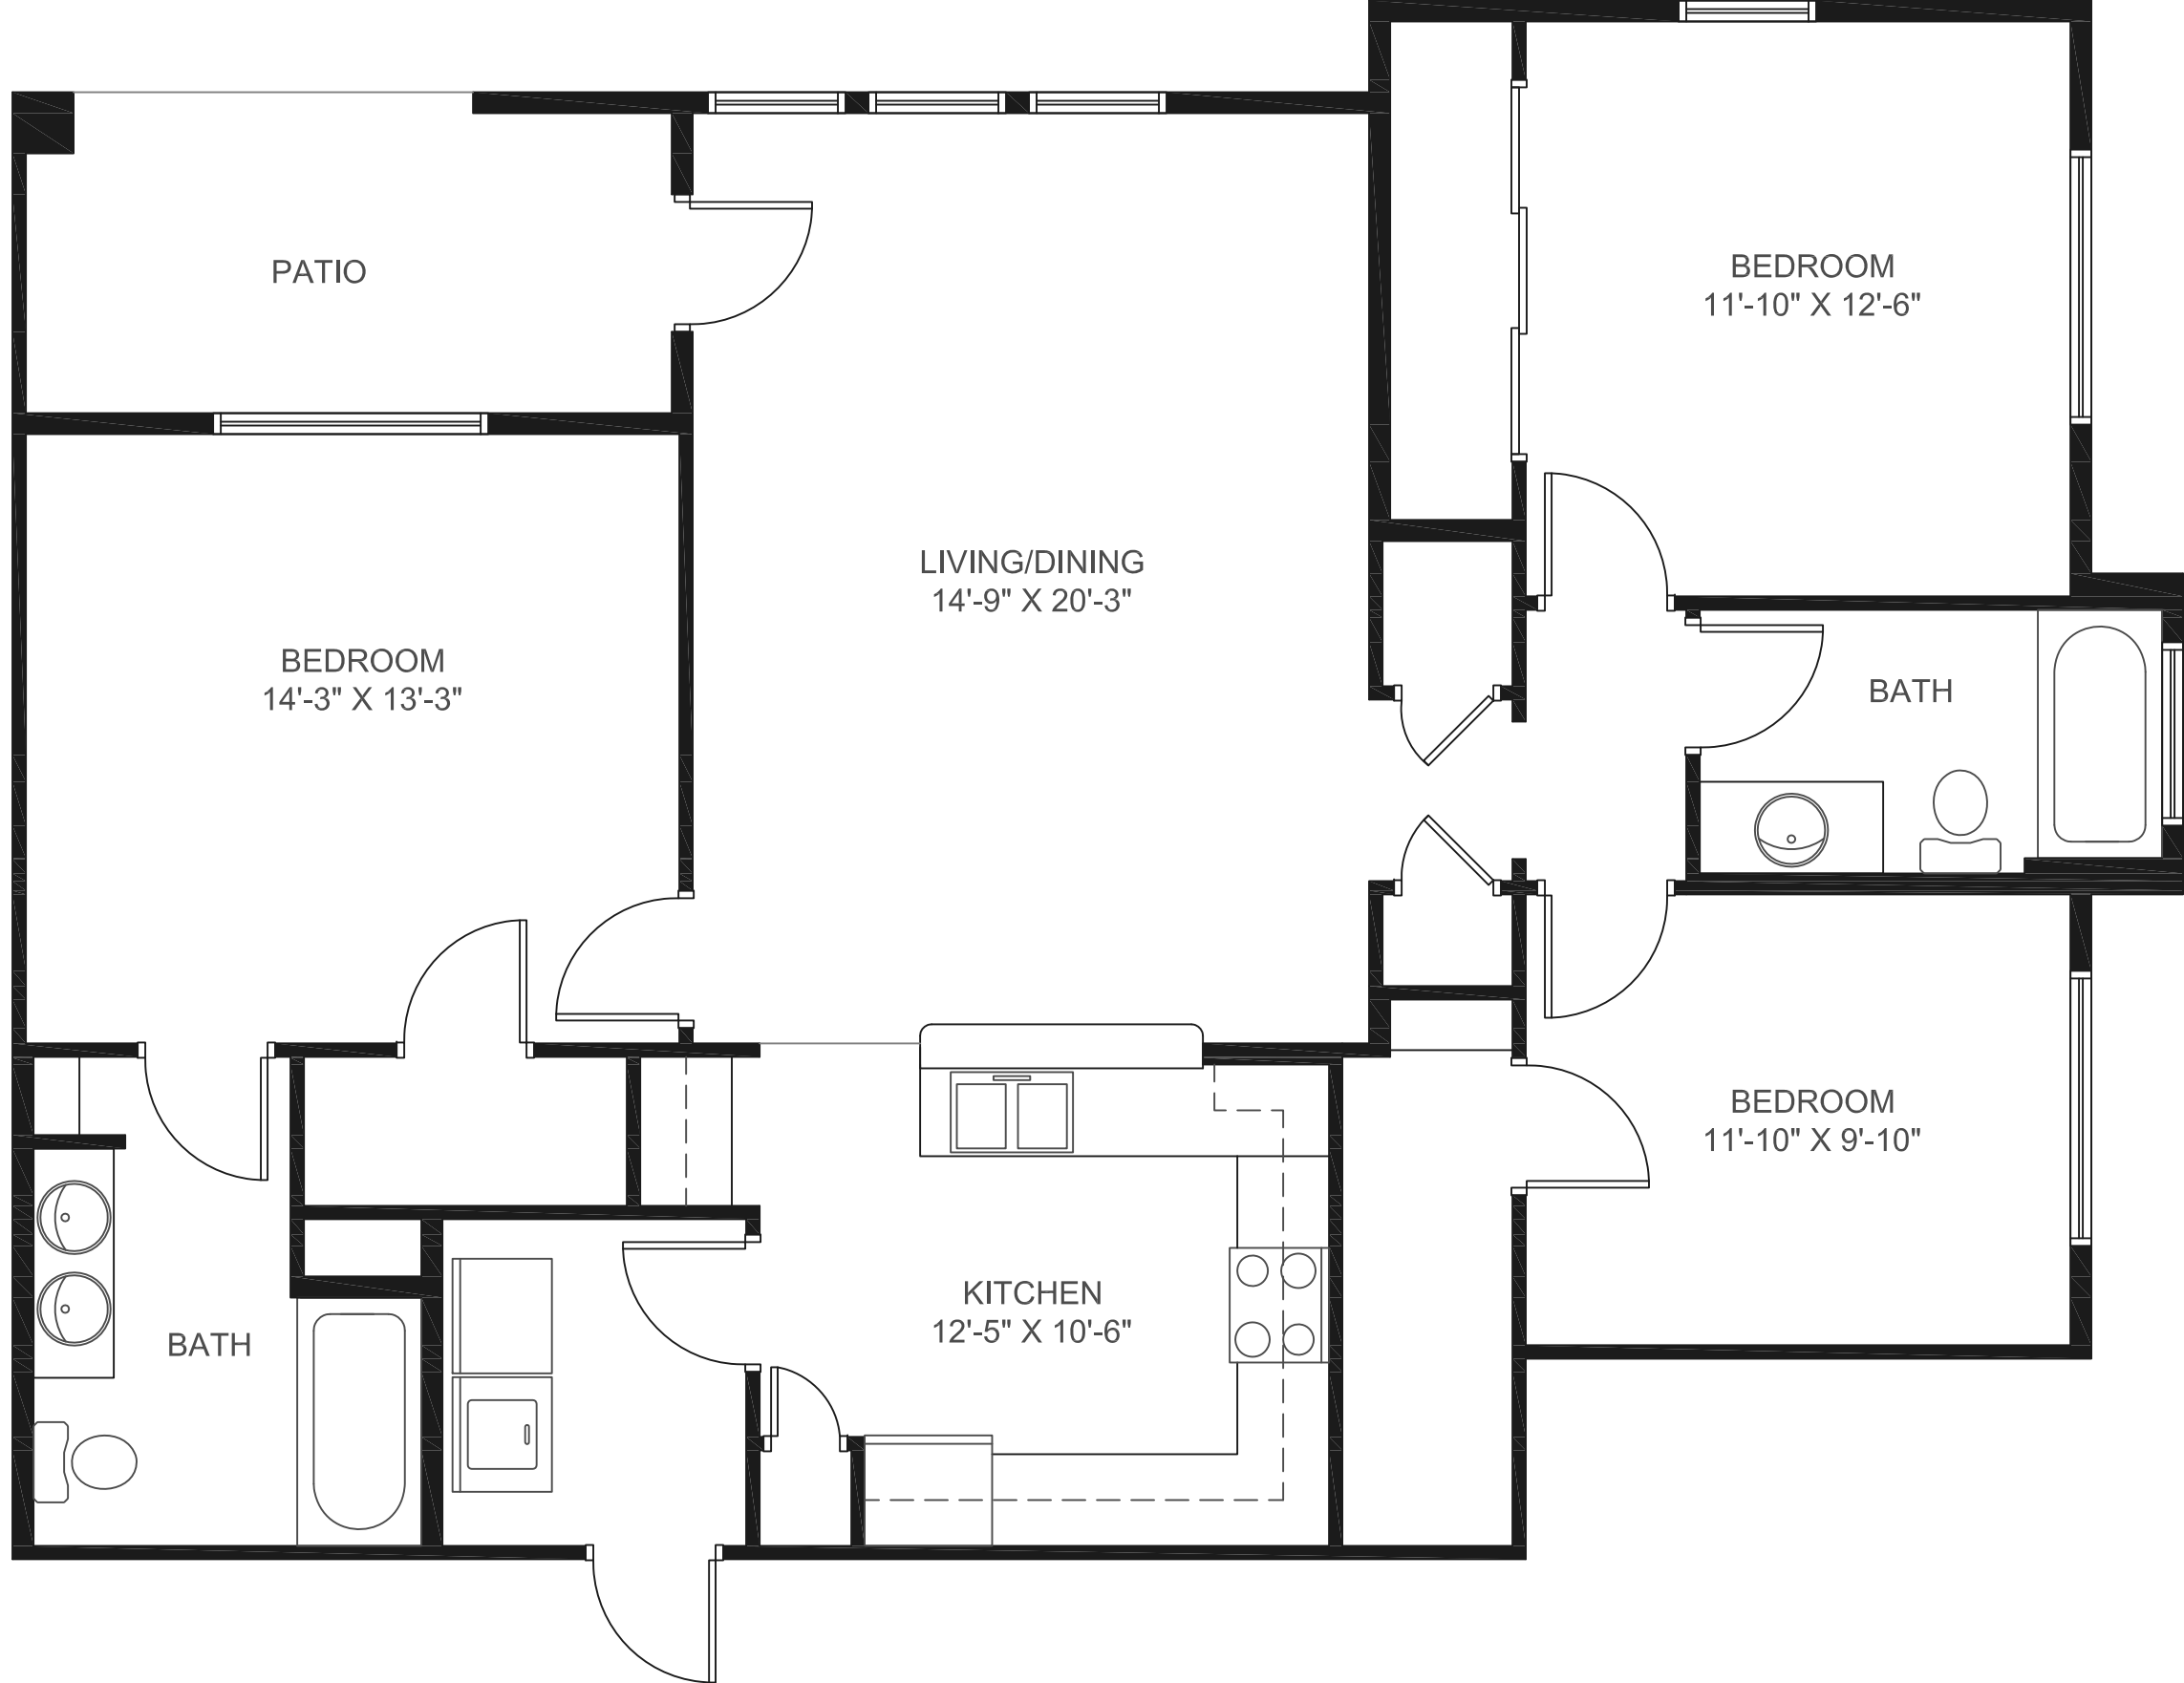 PATIO
BEDROOM
11'-10" X 12'-6"
LIVING/DINING
14'-9" X 20'-3"
BEDROOM
14'-3" X 13'-3"
BATH
BEDROOM
11'-10" X 9'-10"
KITCHEN
12'-5" X 10'-6"
BATH